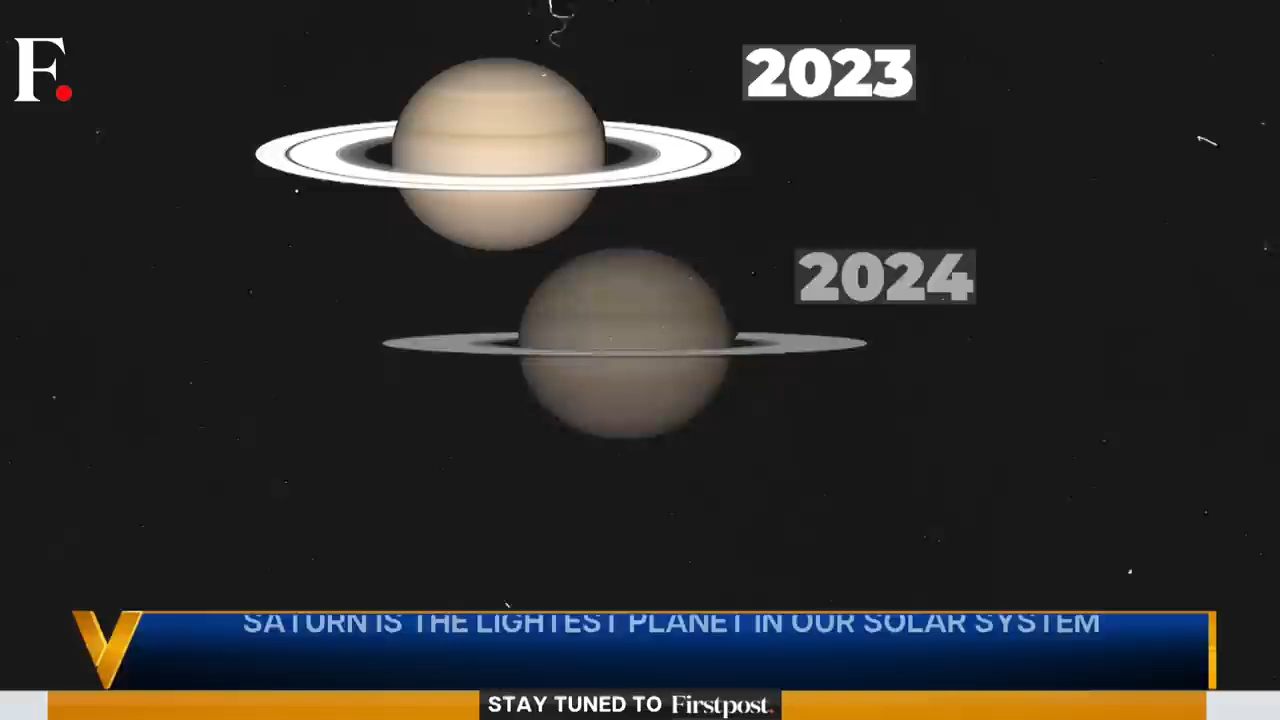 F.
2023
2024
SATURN IS THE LIGHTEST PLANET IN OUR SOLAR SYSTEM
STAY TUNED TO Firstpost.